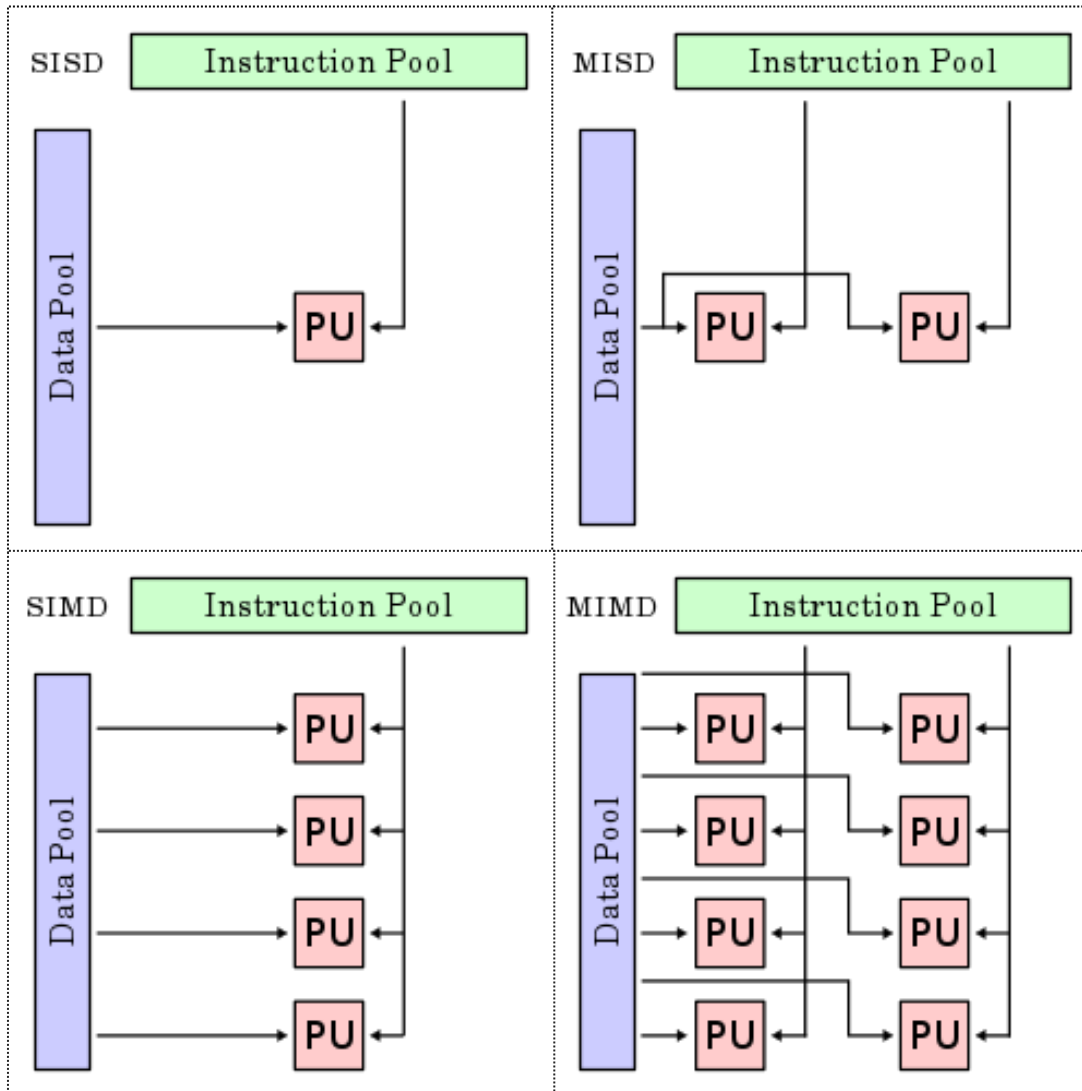 SISD Instruction Pool
Data Pool
PU
MISD Instruction Pool
Data Pool
PU PU
SIMD Instruction Pool
Data Pool
PU
PU
PU
PU
MIMD Instruction Pool
Data Pool
PU PU
PU PU
PU PU
PU PU